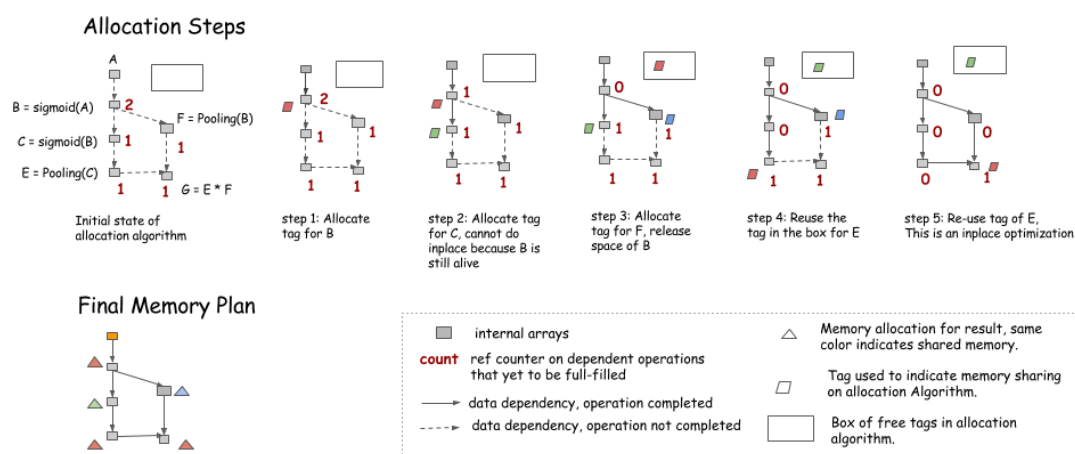 Allocation Steps
A
B = sigmoid(A)
2
F = Pooling(B)
C = sigmoid(B)
1
1
E = Pooling(C)
1
1
G = E * F
Initial state of
allocation algorithm
2
1
1
1
1
step 1: Allocate
tag for B
1
1
1
1
1
step 2: Allocate tag
for C, cannot do
inplace because B is
still alive
0
1
1
1
1
step 3: Allocate
tag for F, release
space of B
0
0
1
1
1
step 4: Reuse the
tag in the box for E
0
0
0
0
1
step 5: Re-use tag of E,
This is an inplace optimization
Final Memory Plan
internal arrays
count ref counter on dependent operations
that yet to be full-filled
data dependency, operation completed
data dependency, operation not completed
Memory allocation for result, same
color indicates shared memory.
Tag used to indicate memory sharing
on allocation Algorithm.
Box of free tags in allocation
algorithm.